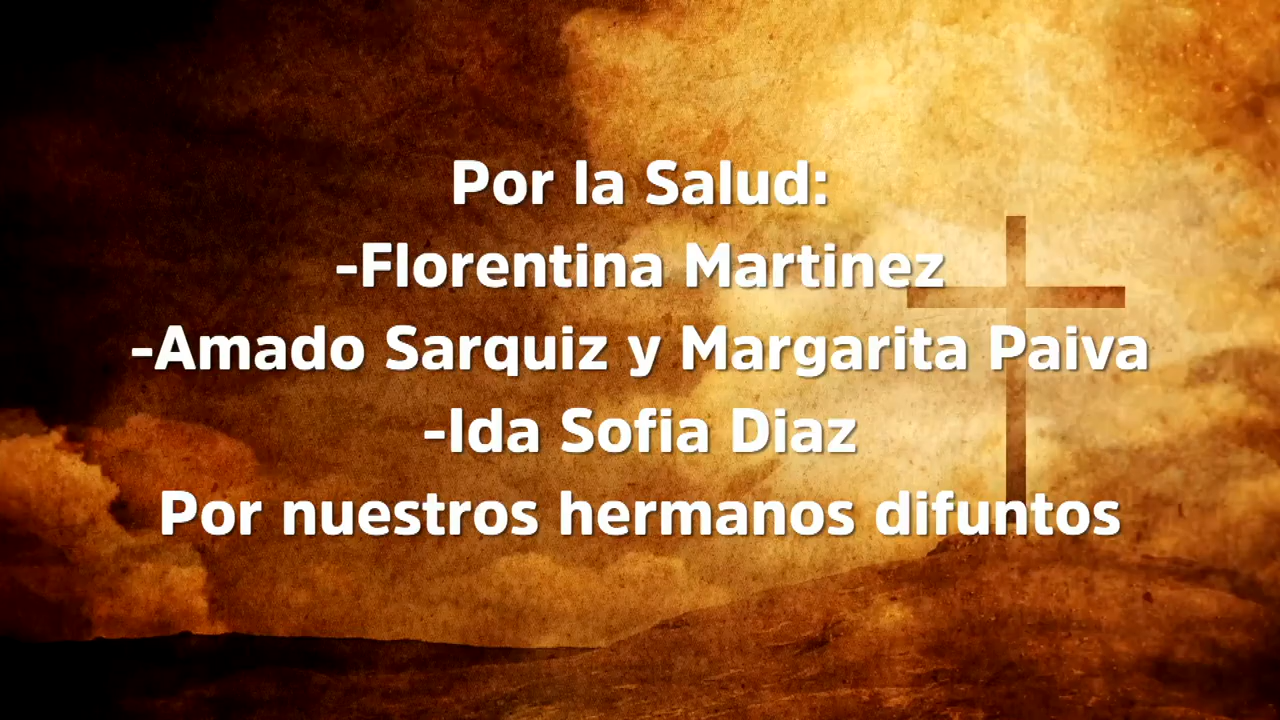 Por la Salud:
-Florentina Martinez
-Amado Sarquiz y Margarita Paiva
-Ida Sofia Diaz
Por nuestros hermanos difuntos